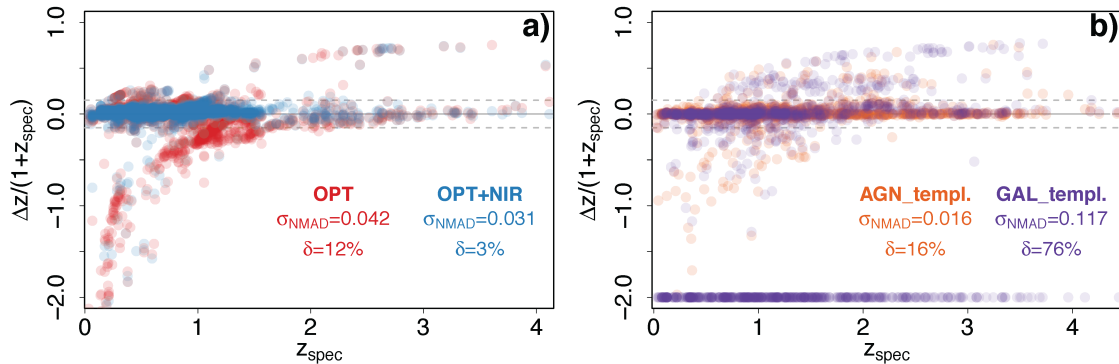 a)
Δz/(1+z_spec)
1.0
0.0
−1.0
−2.0
OPT
σ_NMAD=0.042
δ=12%
OPT+NIR
σ_NMAD=0.031
δ=3%
0 1 2 3 4
z_spec
b)
Δz/(1+z_spec)
1.0
0.0
−1.0
−2.0
AGN_templ.
σ_NMAD=0.016
δ=16%
GAL_templ.
σ_NMAD=0.117
δ=76%
0 1 2 3 4
z_spec